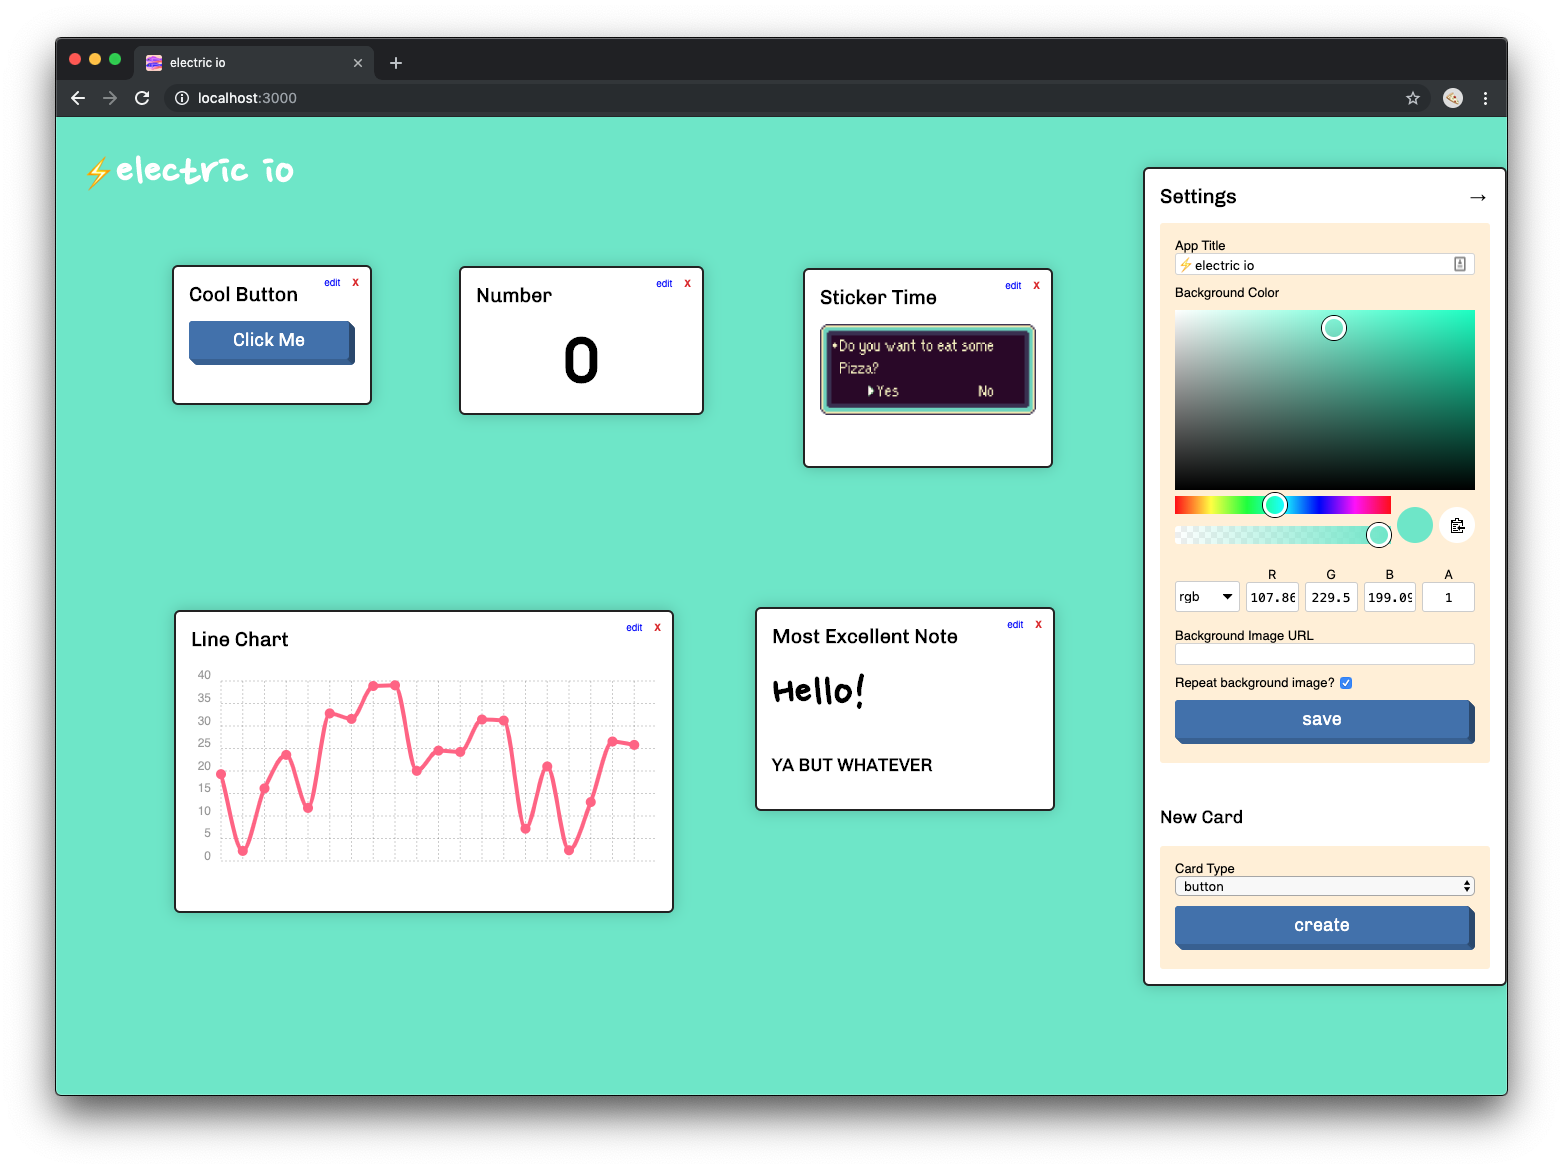 electric io
localhost:3000
⚡electric io
Cool Button
edit
x
Click Me
Number
edit
x
0
Sticker Time
edit
x
•Do you want to eat some
Pizza?
▶Yes No
Line Chart
edit
x
40
35
30
25
20
15
10
5
0
Most Excellent Note
edit
x
Hello!
YA BUT WHATEVER
Settings →
App Title
⚡electric io
Background Color
R G B A
rgb 107.86 229.5 199.09 1
Background Image URL
Repeat background image?
save
New Card
Card Type
button
create